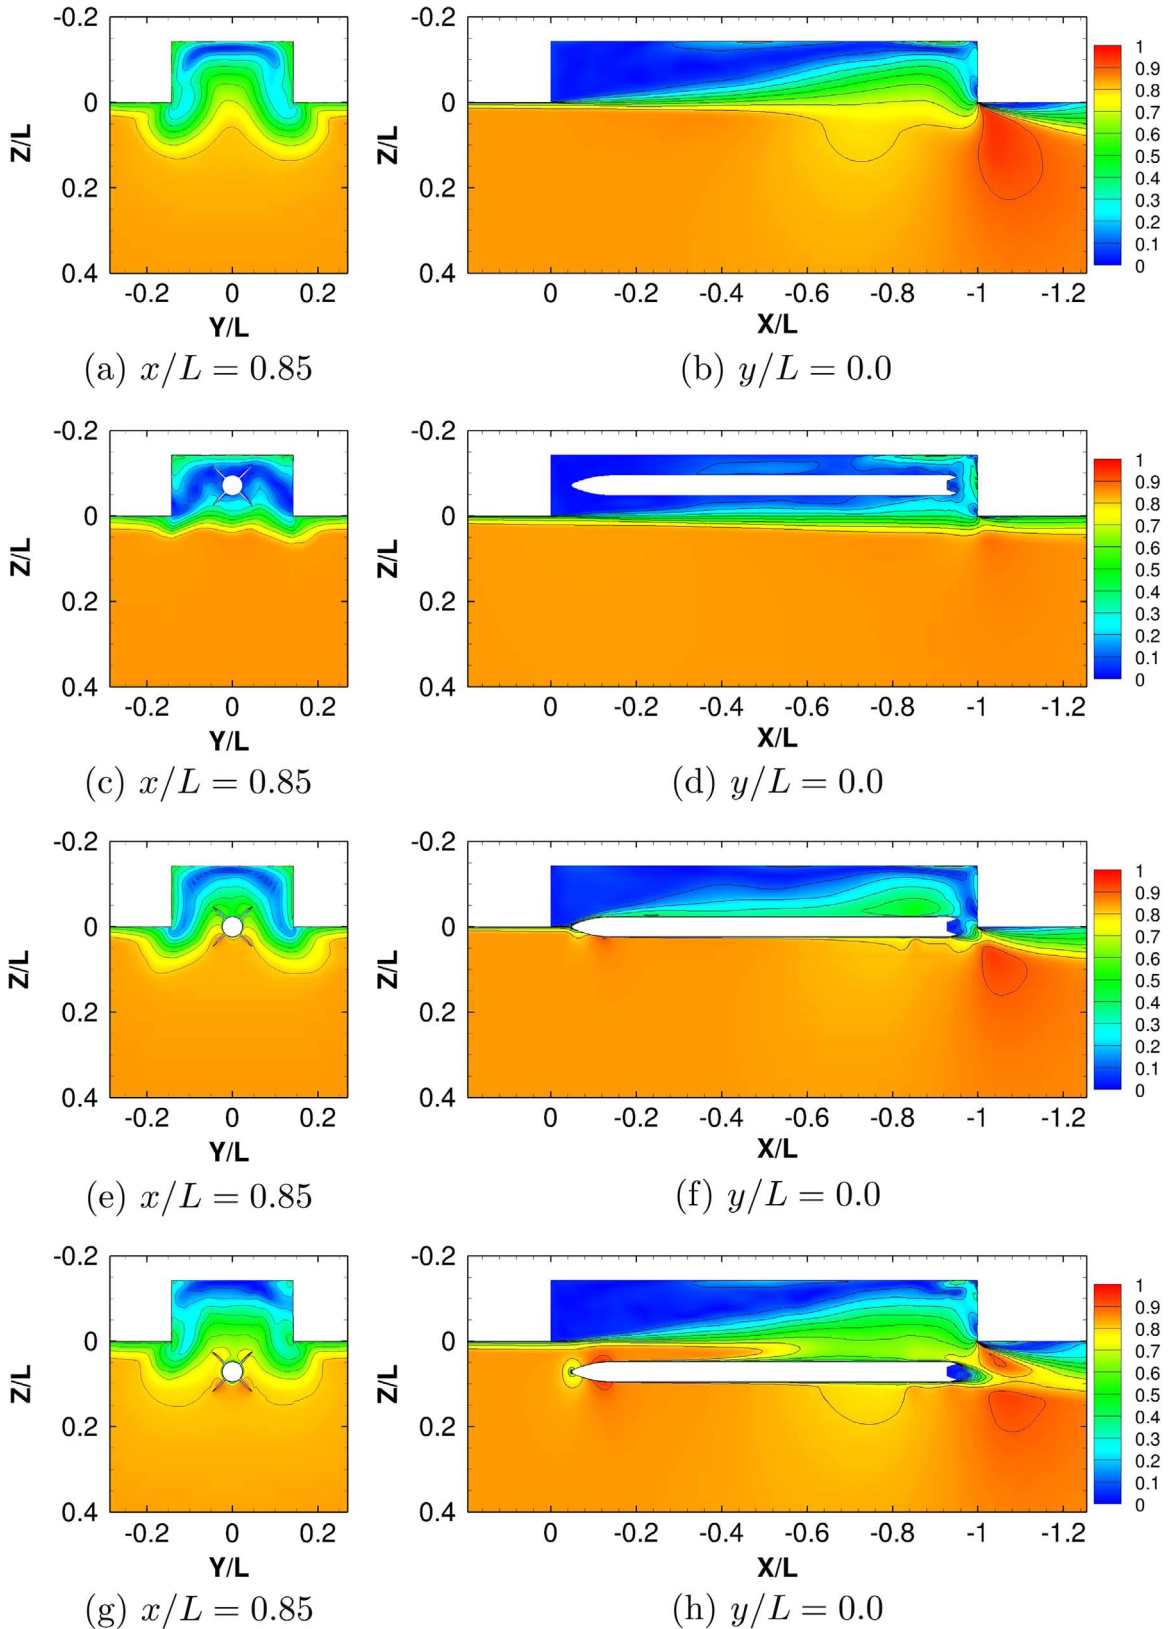 -0.2
0
0.2
0.4
Z/L
-0.2 0 0.2
Y/L
(a) x/L = 0.85
-0.2
0
0.2
0.4
Z/L
0 -0.2 -0.4 -0.6 -0.8 -1 -1.2
X/L
(b) y/L = 0.0
1
0.9
0.8
0.7
0.6
0.5
0.4
0.3
0.2
0.1
0
-0.2
0
0.2
0.4
Z/L
-0.2 0 0.2
Y/L
(c) x/L = 0.85
-0.2
0
0.2
0.4
Z/L
0 -0.2 -0.4 -0.6 -0.8 -1 -1.2
X/L
(d) y/L = 0.0
1
0.9
0.8
0.7
0.6
0.5
0.4
0.3
0.2
0.1
0
-0.2
0
0.2
0.4
Z/L
-0.2 0 0.2
Y/L
(e) x/L = 0.85
-0.2
0
0.2
0.4
Z/L
0 -0.2 -0.4 -0.6 -0.8 -1 -1.2
X/L
(f) y/L = 0.0
1
0.9
0.8
0.7
0.6
0.5
0.4
0.3
0.2
0.1
0
-0.2
0
0.2
0.4
Z/L
-0.2 0 0.2
Y/L
(g) x/L = 0.85
-0.2
0
0.2
0.4
Z/L
0 -0.2 -0.4 -0.6 -0.8 -1 -1.2
X/L
(h) y/L = 0.0
1
0.9
0.8
0.7
0.6
0.5
0.4
0.3
0.2
0.1
0